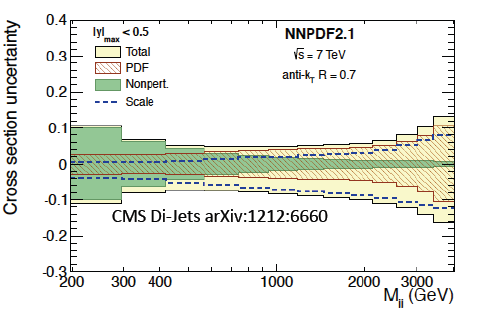 0.4
0.3
0.2
0.1
0
-0.1
-0.2
-0.3
Cross section uncertainty
|y|max < 0.5
Total
PDF
Nonpert.
Scale
NNPDF2.1
√s = 7 TeV
anti-kT R = 0.7
CMS Di-Jets arXiv:1212:6660
200 300 400 1000 2000 3000
Mjj (GeV)